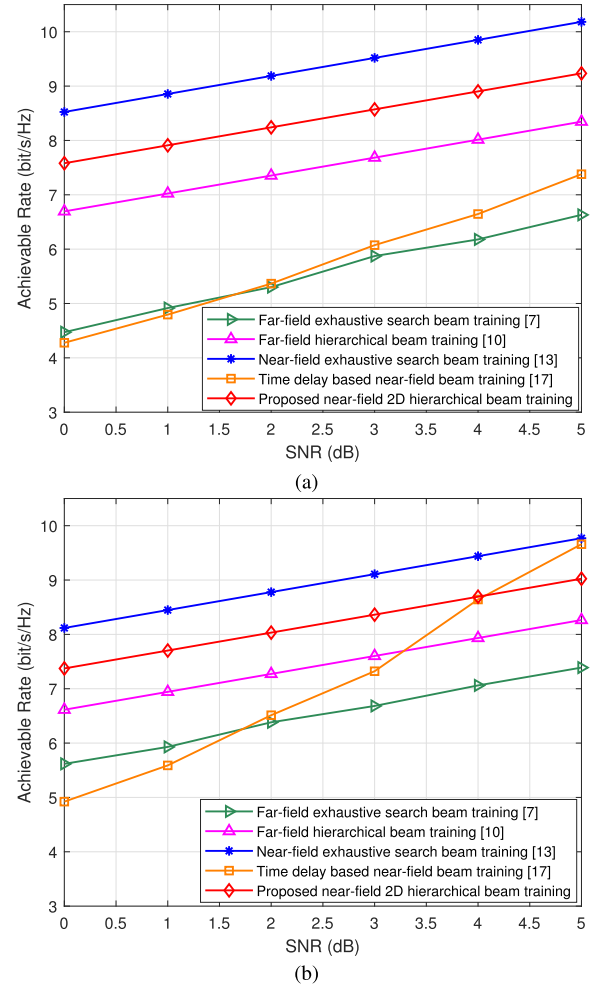 10
9
8
7
6
5
4
3
Achievable Rate (bit/s/Hz)
Far-field exhaustive search beam training [7]
Far-field hierarchical beam training [10]
Near-field exhaustive search beam training [13]
Time delay based near-field beam training [17]
Proposed near-field 2D hierarchical beam training
0 0.5 1 1.5 2 2.5 3 3.5 4 4.5 5
SNR (dB)
(a)
10
9
8
7
6
5
4
3
Achievable Rate (bit/s/Hz)
Far-field exhaustive search beam training [7]
Far-field hierarchical beam training [10]
Near-field exhaustive search beam training [13]
Time delay based near-field beam training [17]
Proposed near-field 2D hierarchical beam training
0 0.5 1 1.5 2 2.5 3 3.5 4 4.5 5
SNR (dB)
(b)